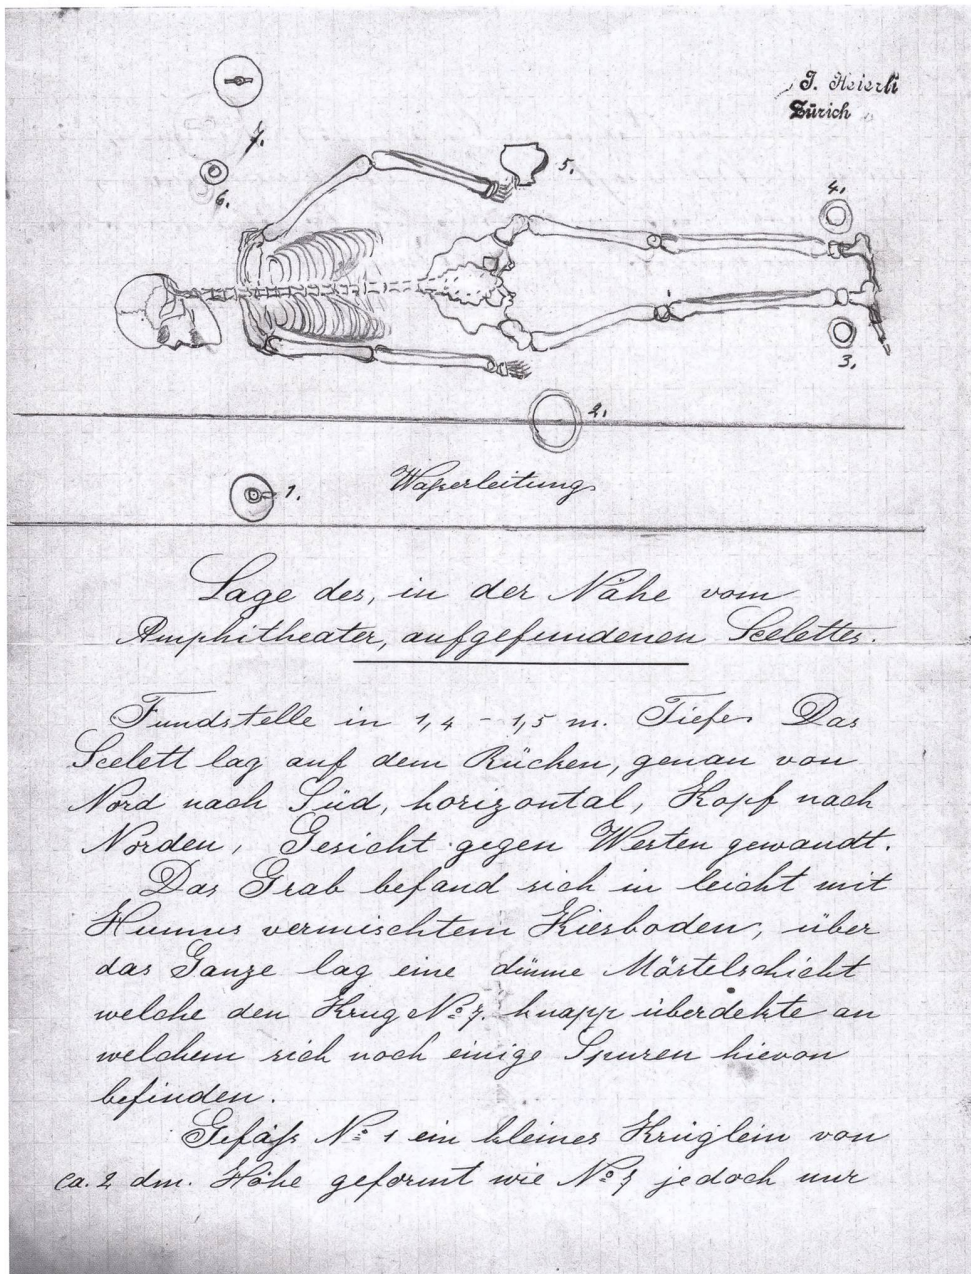 J. Heierli
Zürich
7.
6.
5.
4.
3.
2.
1.
Waßerleitung
Lage des, in der Nähe vom
Amphitheater, aufgefundenen Scelettes.
Fundstelle in 1,4 - 1,5 m. Tiefe. Das
Scelett lag auf dem Rücken, genau von
Nord nach Süd, horizontal, Kopf nach
Norden, Gesicht gegen Westen gewandt.
Das Grab befand sich in leicht mit
Humus vermischtem Kiesboden, über
das Ganze lag eine dünne Mörtelschicht
welche den Krug No 7. knapp überdekte an
welchem sich noch einige Spuren hievon
befinden.
Gefäß No 1 ein kleines Krüglein von
ca. 2 dm. Höhe geformt wie No 7 jedoch nur